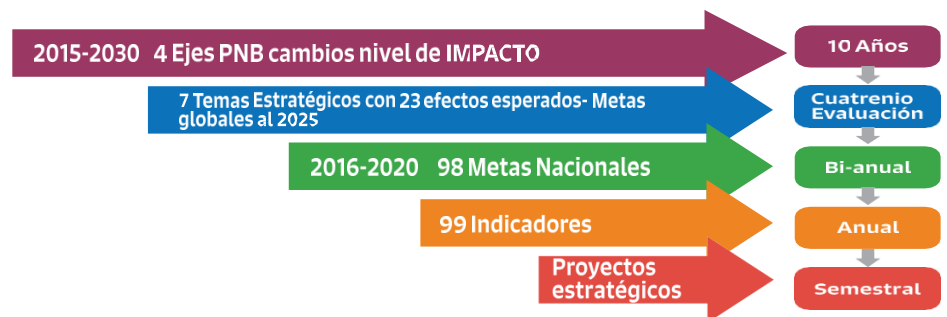 2015-2030 4 Ejes PNB cambios nivel de IMPACTO
10 Años
7 Temas Estratégicos con 23 efectos esperados- Metas
globales al 2025
Cuatrenio
Evaluación
2016-2020 98 Metas Nacionales
Bi-anual
99 Indicadores
Anual
Proyectos
estratégicos
Semestral